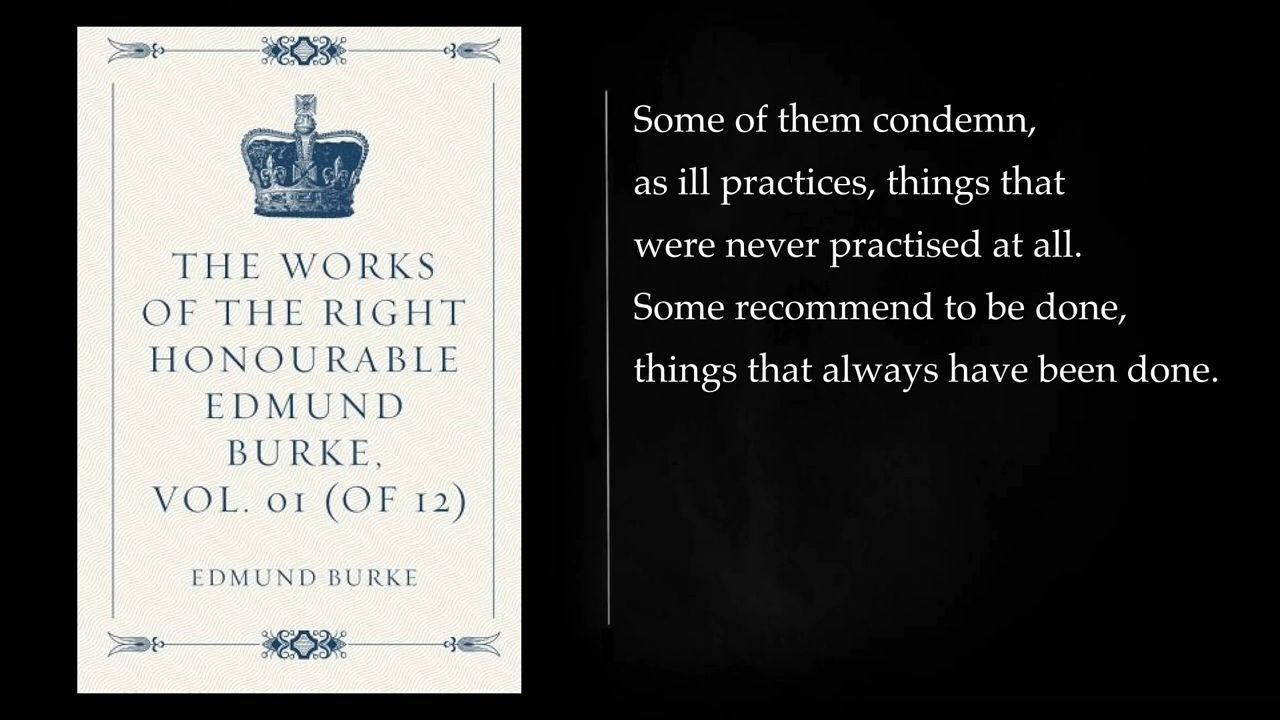 THE WORKS
OF THE RIGHT
HONOURABLE
EDMUND
BURKE,
VOL. 01 (OF 12)
EDMUND BURKE
Some of them condemn,
as ill practices, things that
were never practised at all.
Some recommend to be done,
things that always have been done.